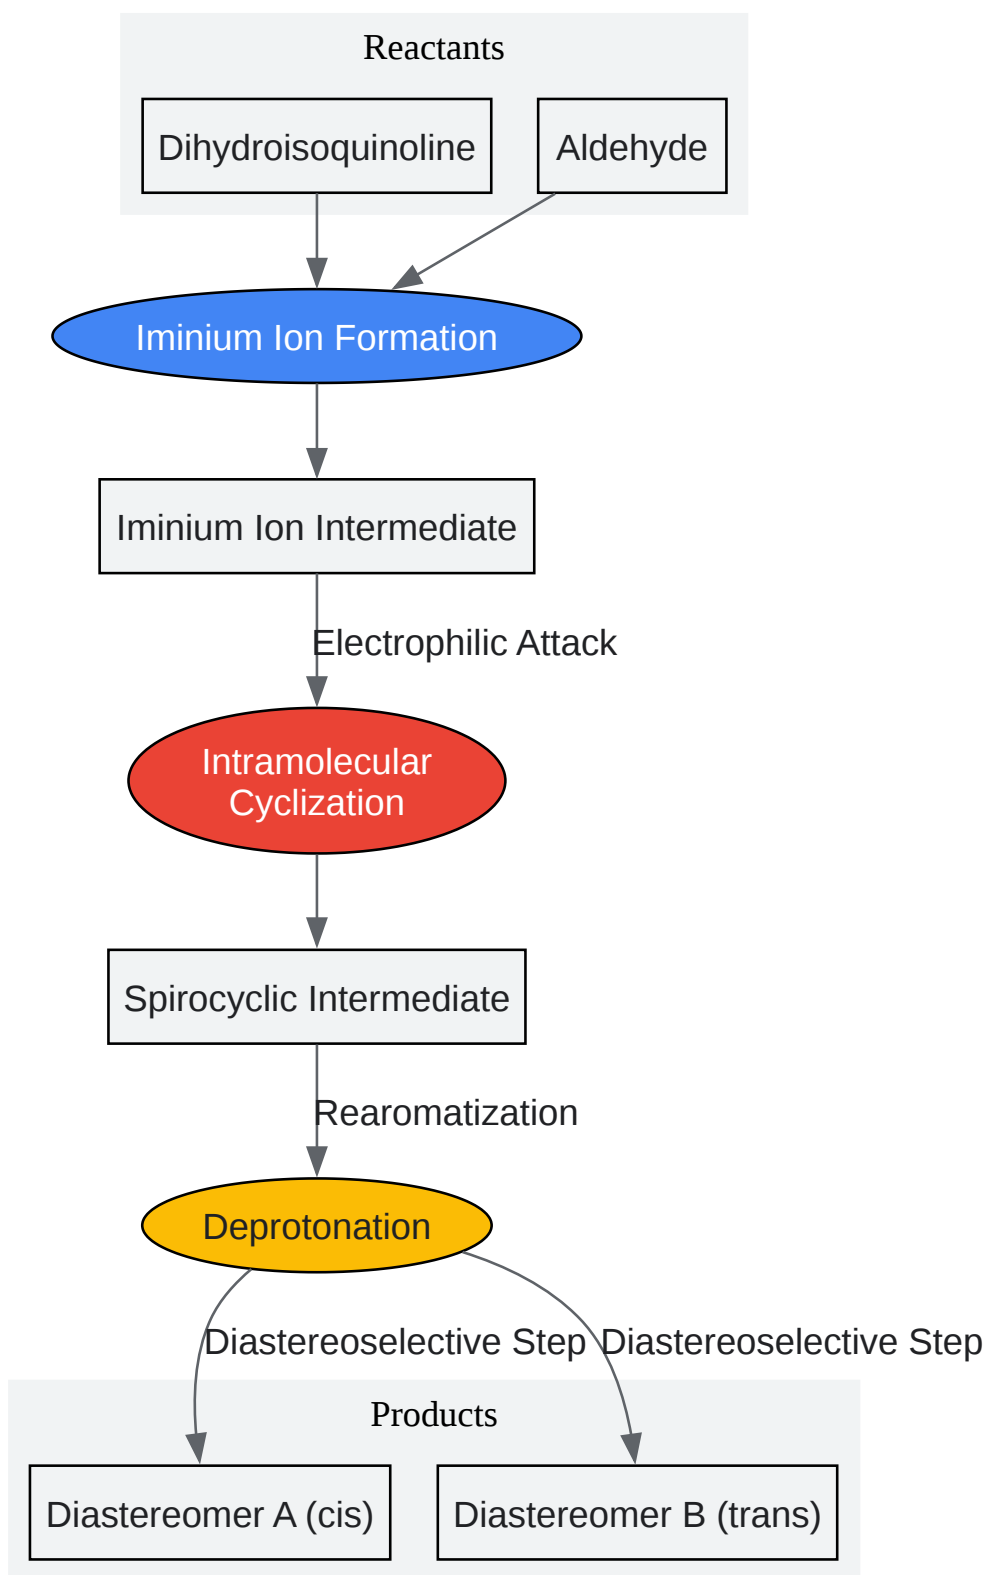 Reactants
Dihydroisoquinoline
Aldehyde
Iminium Ion Formation
Iminium Ion Intermediate
Electrophilic Attack
Intramolecular
Cyclization
Spirocyclic Intermediate
Rearomatization
Deprotonation
Diastereoselective Step
Diastereoselective Step
Products
Diastereomer A (cis)
Diastereomer B (trans)